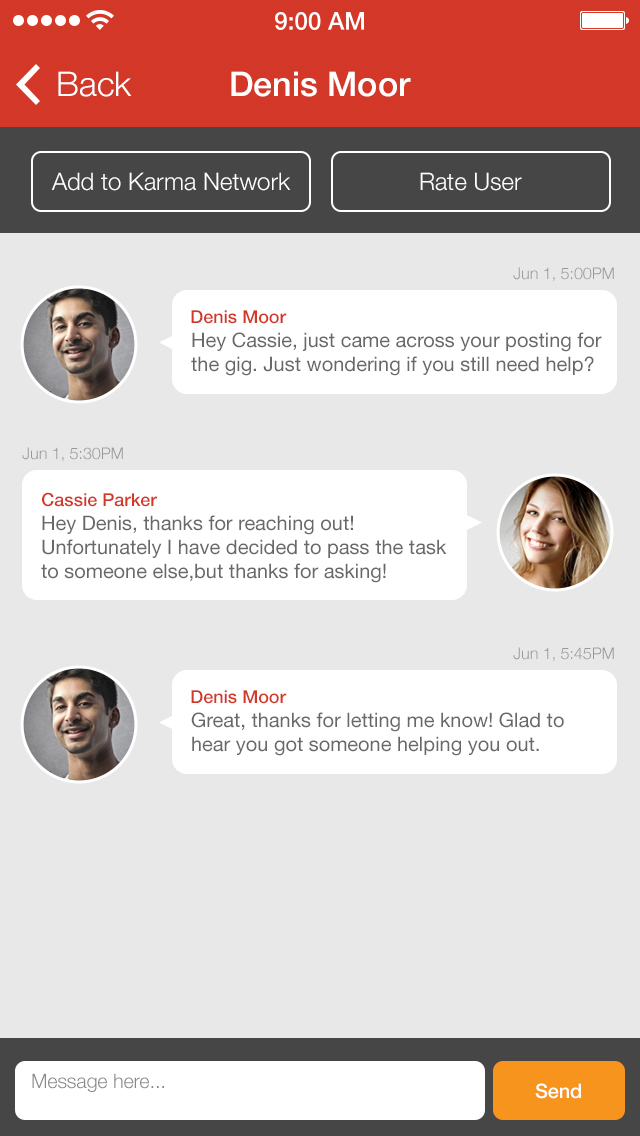 9:00 AM
Back
Denis Moor
Add to Karma Network
Rate User
Jun 1, 5:00PM
Denis Moor
Hey Cassie, just came across your posting for
the gig. Just wondering if you still need help?
Jun 1, 5:30PM
Cassie Parker
Hey Denis, thanks for reaching out!
Unfortunately I have decided to pass the task
to someone else,but thanks for asking!
Jun 1, 5:45PM
Denis Moor
Great, thanks for letting me know! Glad to
hear you got someone helping you out.
Message here...
Send